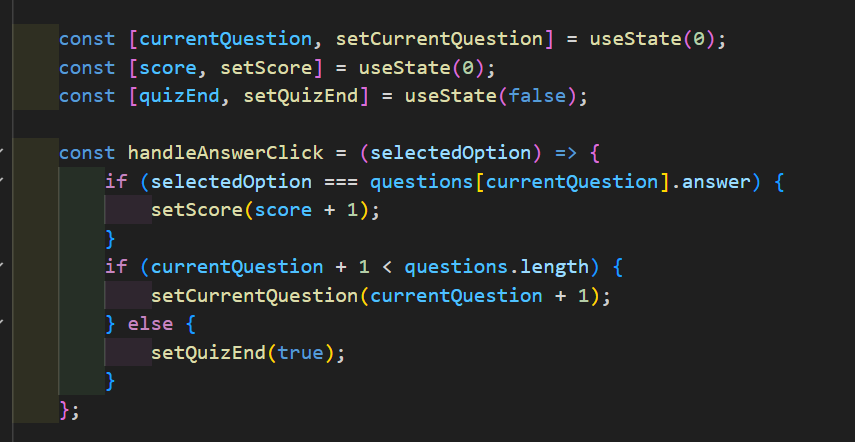 const [currentQuestion, setCurrentQuestion] = useState(0);
const [score, setScore] = useState(0);
const [quizEnd, setQuizEnd] = useState(false);
const handleAnswerClick = (selectedOption) => {
if (selectedOption === questions[currentQuestion].answer) {
setScore(score + 1);
}
if (currentQuestion + 1 < questions.length) {
setCurrentQuestion(currentQuestion + 1);
} else {
setQuizEnd(true);
}
};